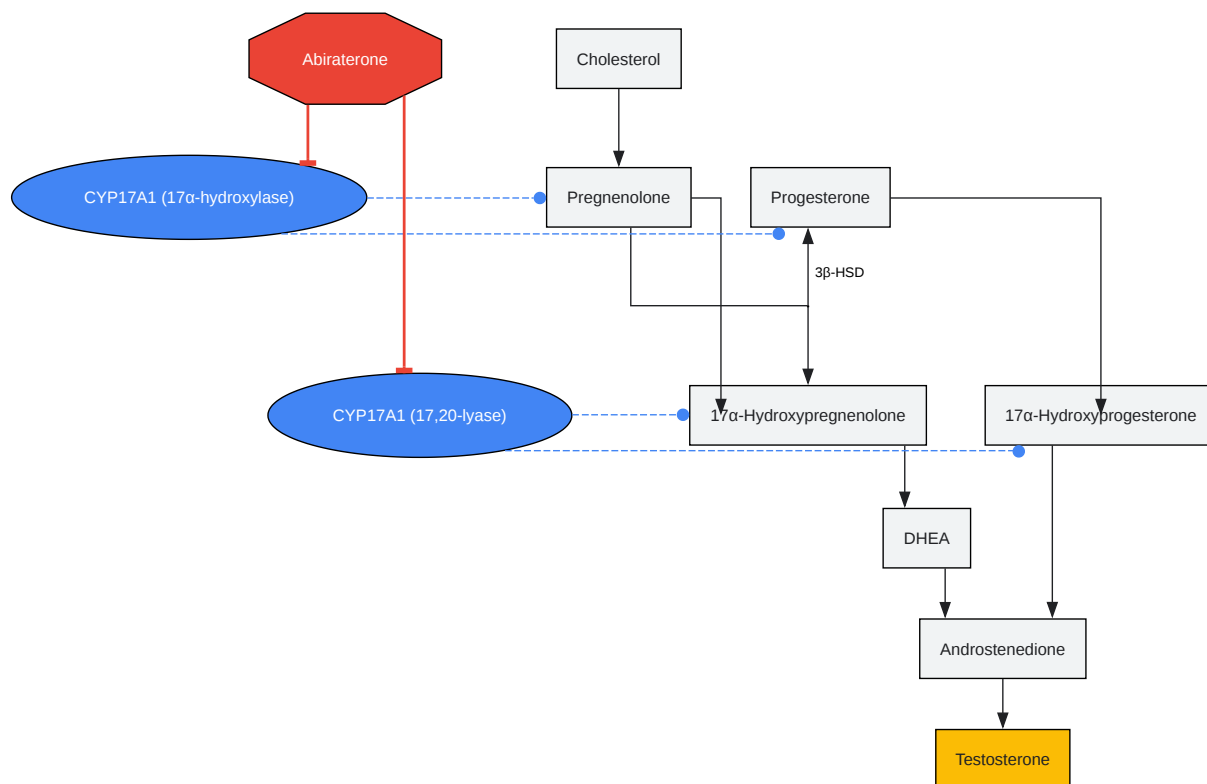 Abiraterone
Cholesterol
CYP17A1 (17α-hydroxylase)
Pregnenolone
Progesterone
3β-HSD
CYP17A1 (17,20-lyase)
17α-Hydroxypregnenolone
17α-Hydroxyprogesterone
DHEA
Androstenedione
Testosterone